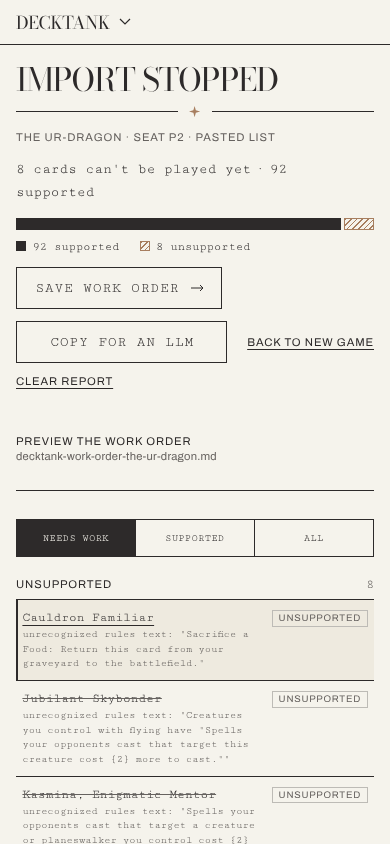 DECKTANK
IMPORT STOPPED
THE UR-DRAGON · SEAT P2 · PASTED LIST
8 cards can't be played yet · 92
supported
92 supported 8 unsupported
SAVE WORK ORDER →
COPY FOR AN LLM BACK TO NEW GAME
CLEAR REPORT
PREVIEW THE WORK ORDER
decktank-work-order-the-ur-dragon.md
NEEDS WORK SUPPORTED ALL
UNSUPPORTED 8
Cauldron Familiar UNSUPPORTED
unrecognized rules text: "Sacrifice a
Food: Return this card from your
graveyard to the battlefield."
Jubilant Skybonder UNSUPPORTED
unrecognized rules text: "Creatures
you control with flying have "Spells
your opponents cast that target this
creature cost {2} more to cast.""
Kasmina, Enigmatic Mentor UNSUPPORTED
unrecognized rules text: "Spells your
opponents cast that target a creature
or planeswalker you control cost {2}